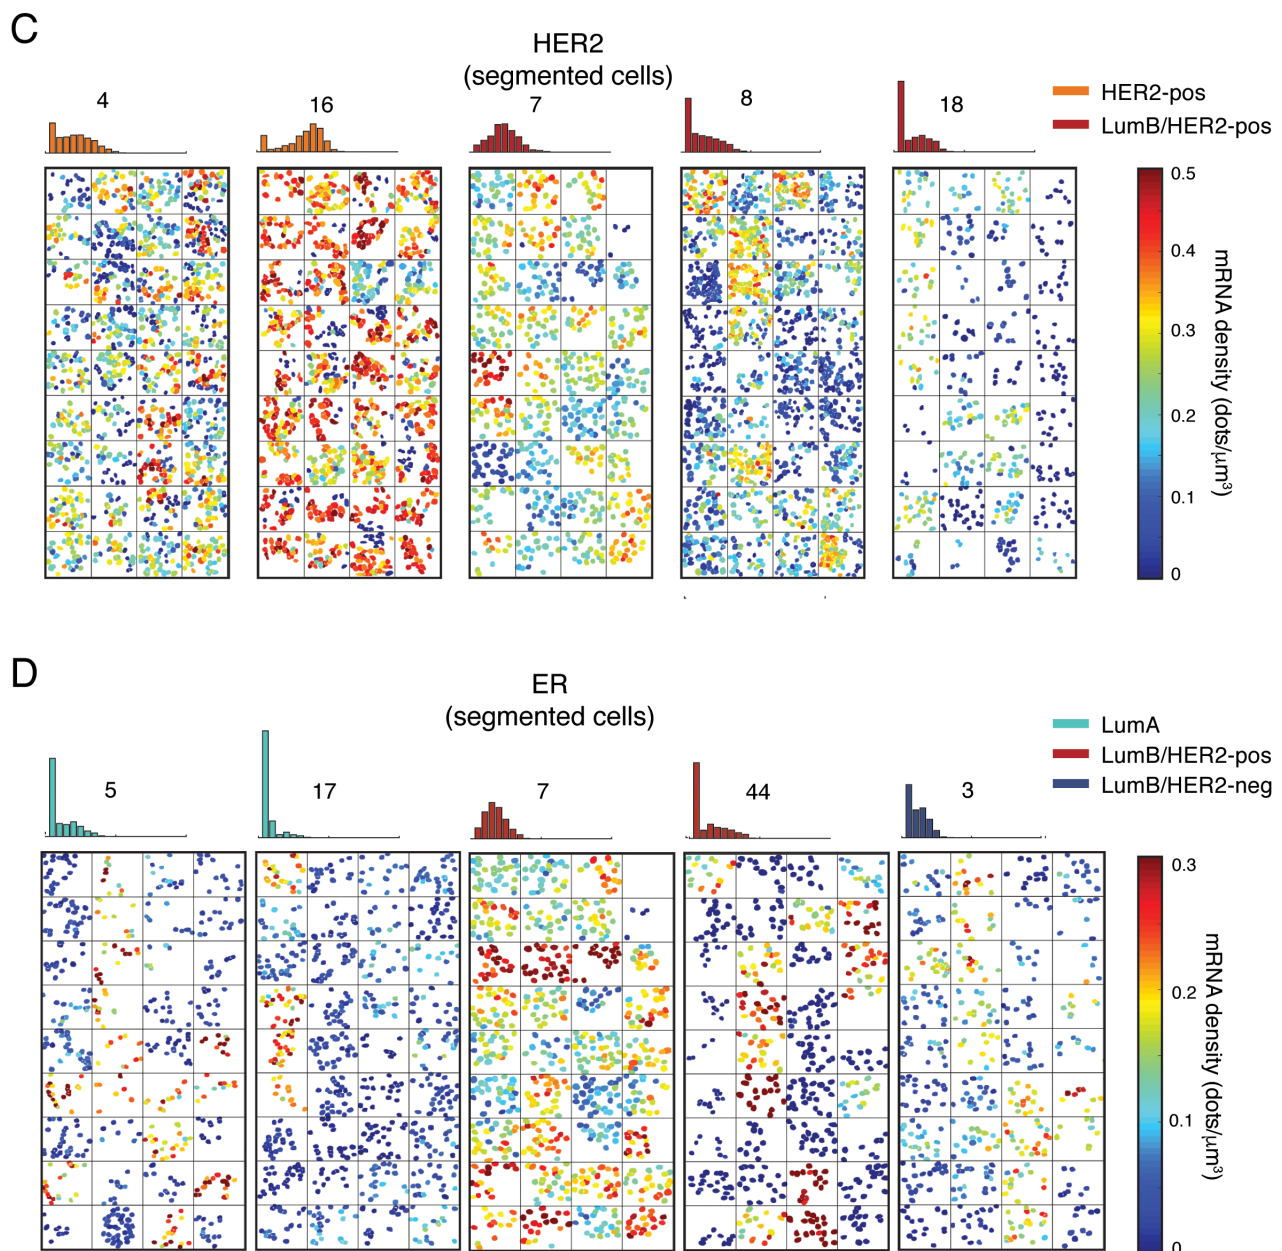 C
HER2
(segmented cells)
4
16
7
8
18
HER2-pos
LumB/HER2-pos
0.5
0.4
0.3
0.2
0.1
0
mRNA density (dots/μm³)
D
ER
(segmented cells)
5
17
7
44
3
LumA
LumB/HER2-pos
LumB/HER2-neg
0.3
0.2
0.1
0
mRNA density (dots/μm³)